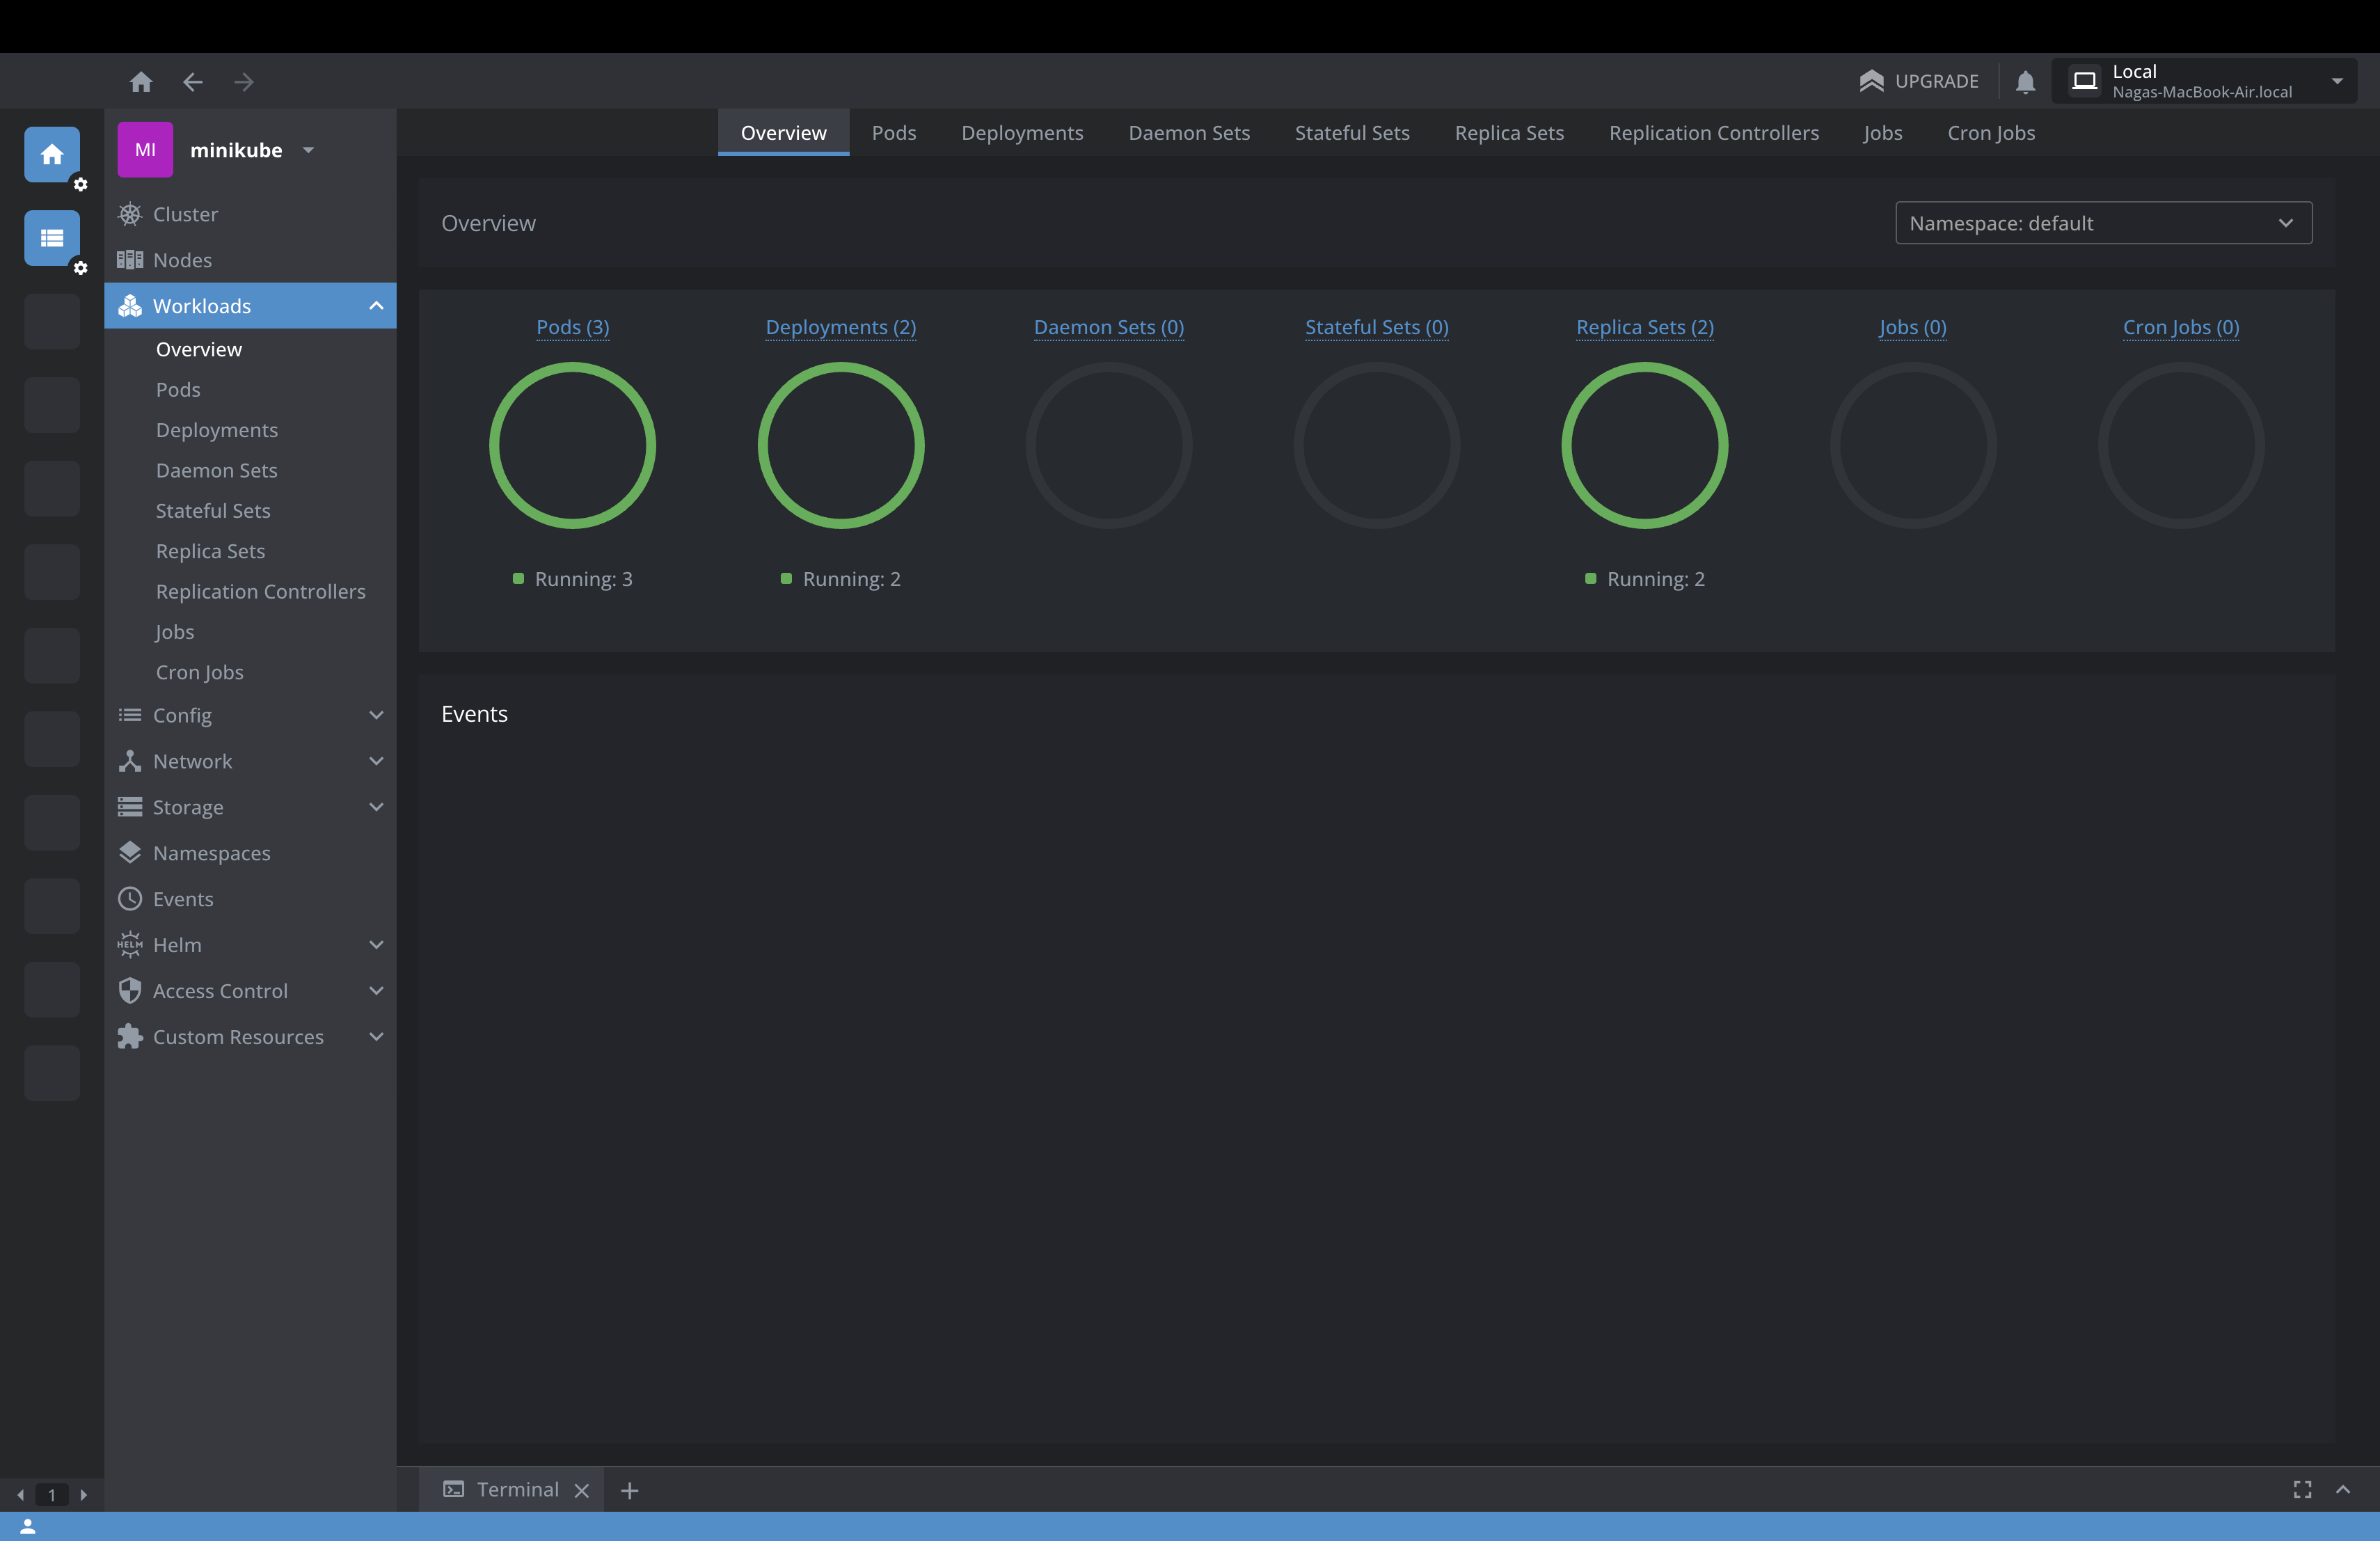 UPGRADE
Local
Nagas-MacBook-Air.local
MI minikube
Cluster
Nodes
Workloads
Overview
Pods
Deployments
Daemon Sets
Stateful Sets
Replica Sets
Replication Controllers
Jobs
Cron Jobs
Config
Network
Storage
Namespaces
Events
HELM Helm
Access Control
Custom Resources
Overview Pods Deployments Daemon Sets Stateful Sets Replica Sets Replication Controllers Jobs Cron Jobs
Overview Namespace: default
Pods (3) Deployments (2) Daemon Sets (0) Stateful Sets (0) Replica Sets (2) Jobs (0) Cron Jobs (0)
Running: 3 Running: 2 Running: 2
Events
Terminal
1